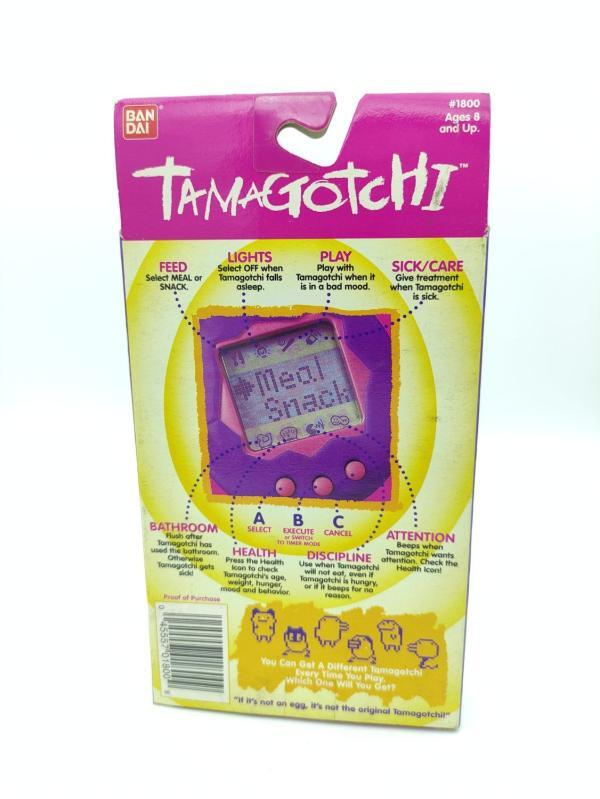 BAN
DAI
#1800
Ages 8
and Up.
TAMAGOTCHI™
FEED
Select MEAL or
SNACK.
LIGHTS
Select OFF when
Tamagotchi falls
asleep.
PLAY
Play with
Tamagotchi when it
is in a bad mood.
SICK/CARE
Give treatment
when Tamagotchi
is sick.
Meal
Snack
A
SELECT
B
EXECUTE
or SWITCH
TO TIMER MODE
C
CANCEL
BATHROOM
Flush after
Tamagotchi has
used the bathroom.
Otherwise
Tamagotchi gets
sick!
HEALTH
Press the Health
Icon to check
Tamagotchi's age,
weight, hunger,
mood and behavior.
DISCIPLINE
Use when Tamagotchi
will not eat, even if
Tamagotchi is hungry,
or if it beeps for no
reason.
ATTENTION
Beeps when
Tamagotchi wants
attention. Check the
Health Icon!
Proof of Purchase
0 45557 01800
You Can Get A Different Tamagotchi
Every Time You Play.
Which One Will You Get?
"If it's not an egg, it's not the original Tamagotchi!"